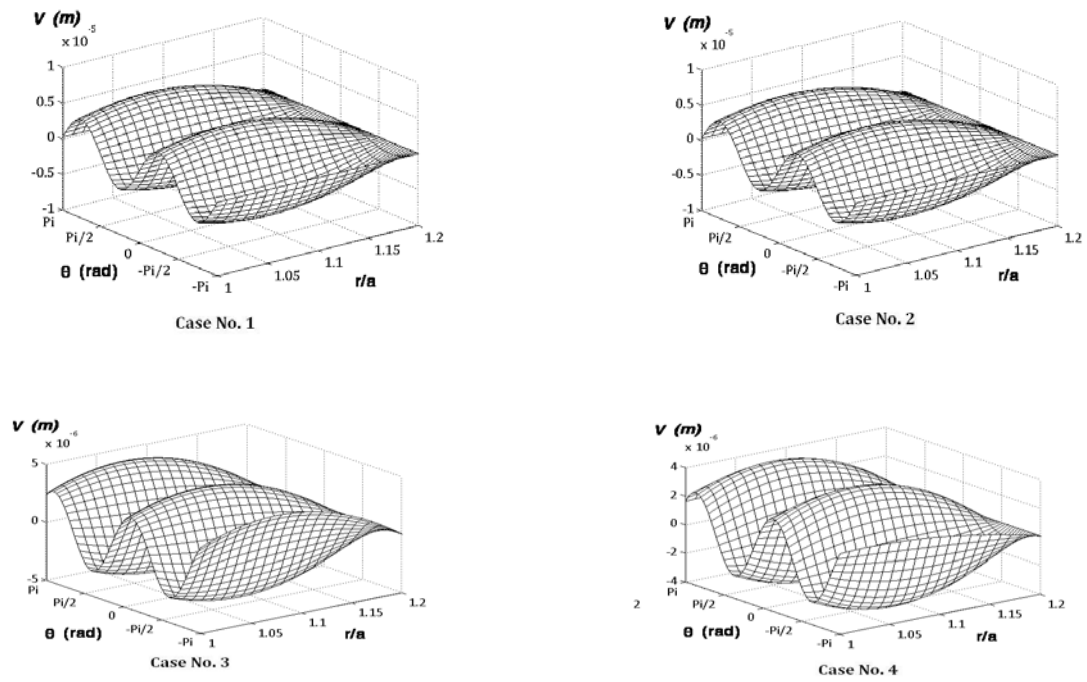 V (m)
x 10 -5
1
0.5
0
-0.5
-1
Pi
Pi/2
0
-Pi/2
-Pi
θ (rad)
1
1.05
1.1
1.15
1.2
r/a
Case No. 1
V (m)
x 10 -5
1
0.5
0
-0.5
-1
Pi
Pi/2
0
-Pi/2
-Pi
θ (rad)
1
1.05
1.1
1.15
1.2
r/a
Case No. 2
V (m)
x 10 -6
5
0
-5
Pi
Pi/2
0
-Pi/2
-Pi
θ (rad)
1
1.05
1.1
1.15
1.2
r/a
Case No. 3
V (m)
x 10 -6
4
2
0
-2
-4
2
Pi
Pi/2
0
-Pi/2
-Pi
θ (rad)
1
1.05
1.1
1.15
1.2
r/a
Case No. 4